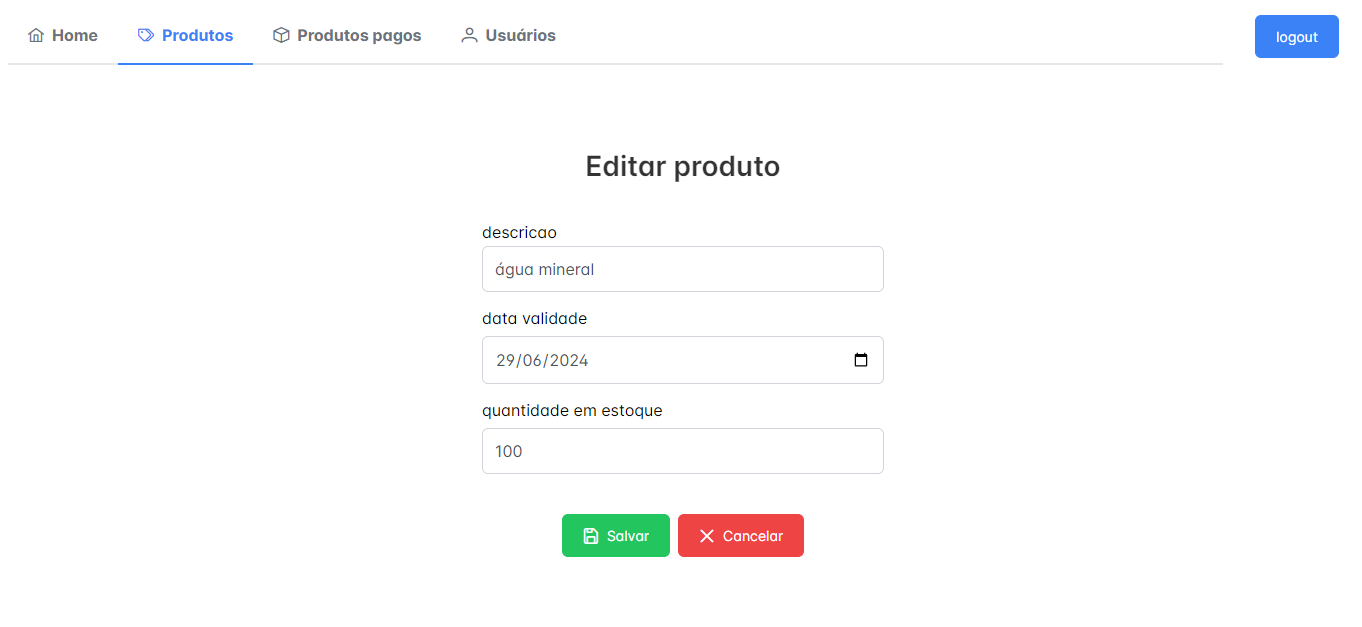 Home Produtos Produtos pagos Usuários logout
Editar produto
descricao
água mineral
data validade
29/06/2024
quantidade em estoque
100
Salvar Cancelar